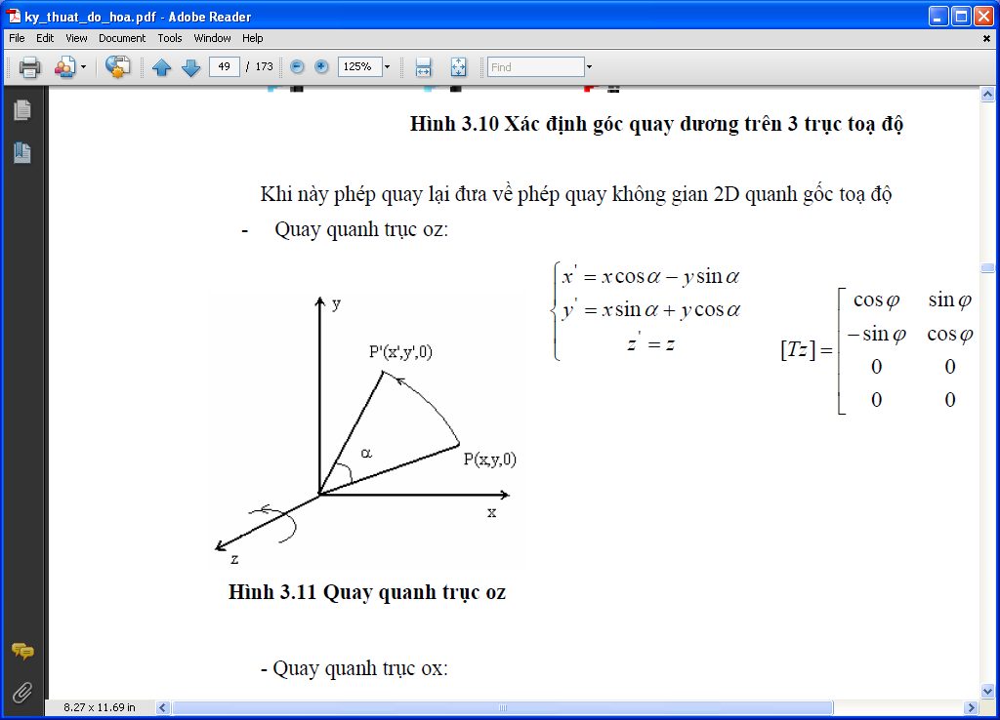 ky_thuat_do_hoa.pdf - Adobe Reader
File Edit View Document Tools Window Help
49 / 173 125% Find
Hình 3.10 Xác định góc quay dương trên 3 trục toạ độ
Khi này phép quay lại đưa về phép quay không gian 2D quanh gốc toạ độ
- Quay quanh trục oz:
x' = x cos α − y sin α
y' = x sin α + y cos α
z' = z
[Tz] =
cos φ sin φ
− sin φ cos φ
0 0
0 0
y
P'(x',y',0)
α
P(x,y,0)
x
z
Hình 3.11 Quay quanh trục oz
- Quay quanh trục ox:
8.27 x 11.69 in